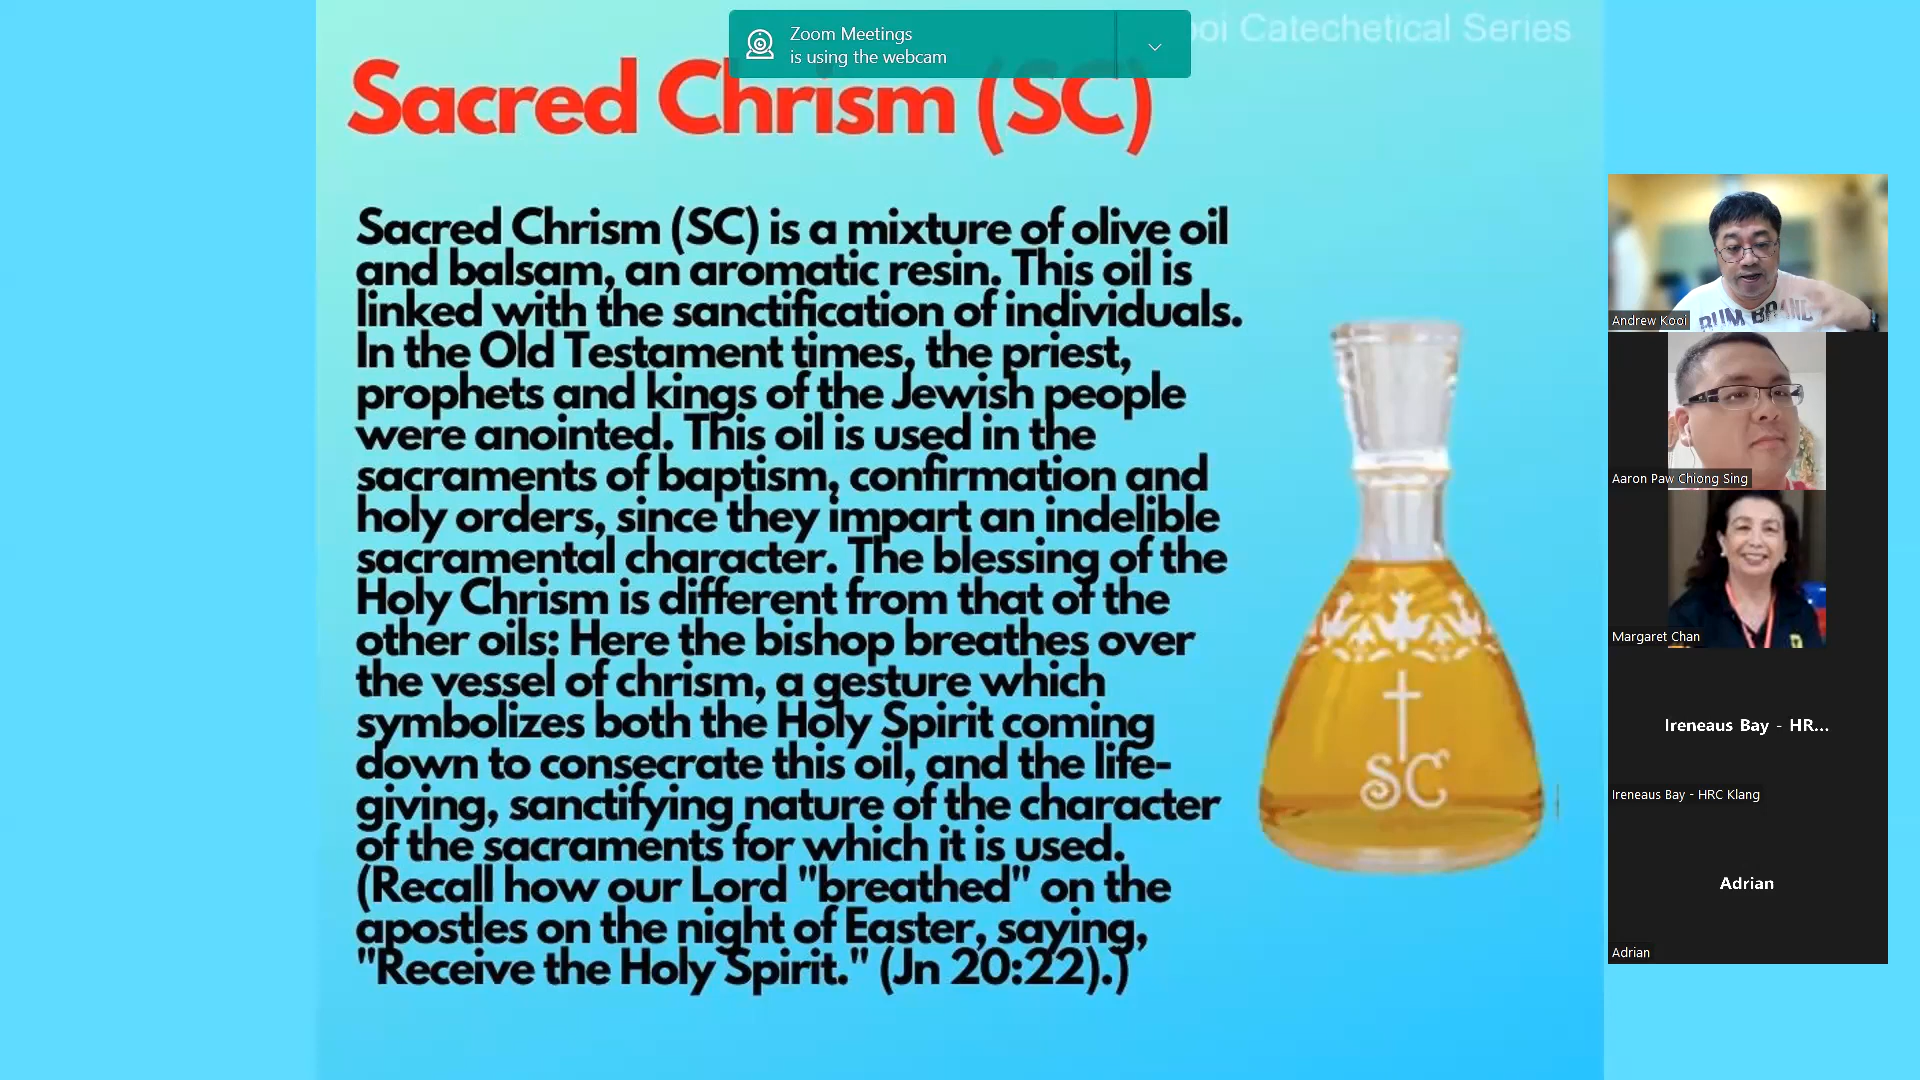 Zoom Meetings
is using the webcam
ooi Catechetical Series
Sacred Chrism (SC)
Sacred Chrism (SC) is a mixture of olive oil
and balsam, an aromatic resin. This oil is
linked with the sanctification of individuals.
In the Old Testament times, the priest,
prophets and kings of the Jewish people
were anointed. This oil is used in the
sacraments of baptism, confirmation and
holy orders, since they impart an indelible
sacramental character. The blessing of the
Holy Chrism is different from that of the
other oils: Here the bishop breathes over
the vessel of chrism, a gesture which
symbolizes both the Holy Spirit coming
down to consecrate this oil, and the life-
giving, sanctifying nature of the character
of the sacraments for which it is used.
(Recall how our Lord "breathed" on the
apostles on the night of Easter, saying,
"Receive the Holy Spirit." (Jn 20:22).)
SC
Andrew Kooi
Aaron Paw Chiong Sing
Margaret Chan
Ireneaus Bay - HR...
Ireneaus Bay - HRC Klang
Adrian
Adrian